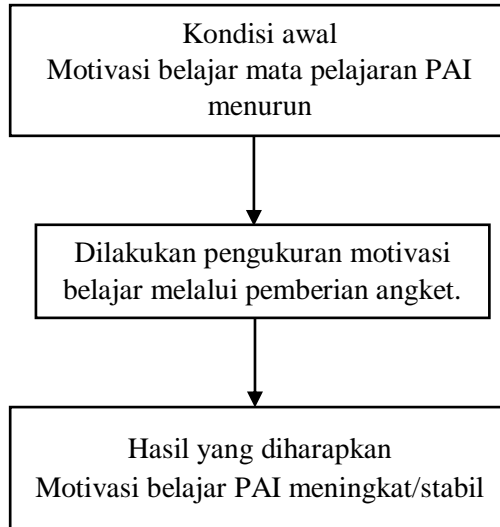 Kondisi awal
Motivasi belajar mata pelajaran PAI
menurun
Dilakukan pengukuran motivasi
belajar melalui pemberian angket.
Hasil yang diharapkan
Motivasi belajar PAI meningkat/stabil